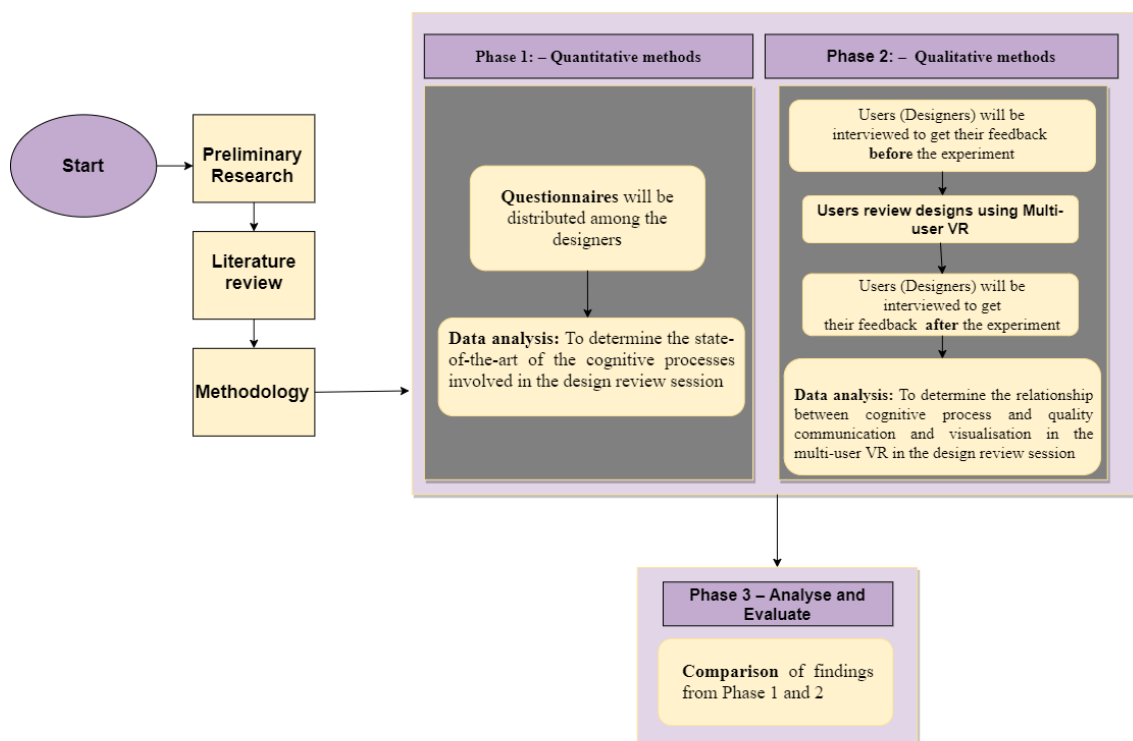 Start
Preliminary
Research
Literature
review
Methodology
Phase 1: – Quantitative methods
Questionnaires will be
distributed among the
designers
Data analysis: To determine the state-
of-the-art of the cognitive processes
involved in the design review session
Phase 2: – Qualitative methods
Users (Designers) will be
interviewed to get their feedback
before the experiment
Users review designs using Multi-
user VR
Users (Designers) will be
interviewed to get
their feedback after the experiment
Data analysis: To determine the relationship
between cognitive process and quality
communication and visualisation in the
multi-user VR in the design review session
Phase 3 – Analyse and
Evaluate
Comparison of findings
from Phase 1 and 2